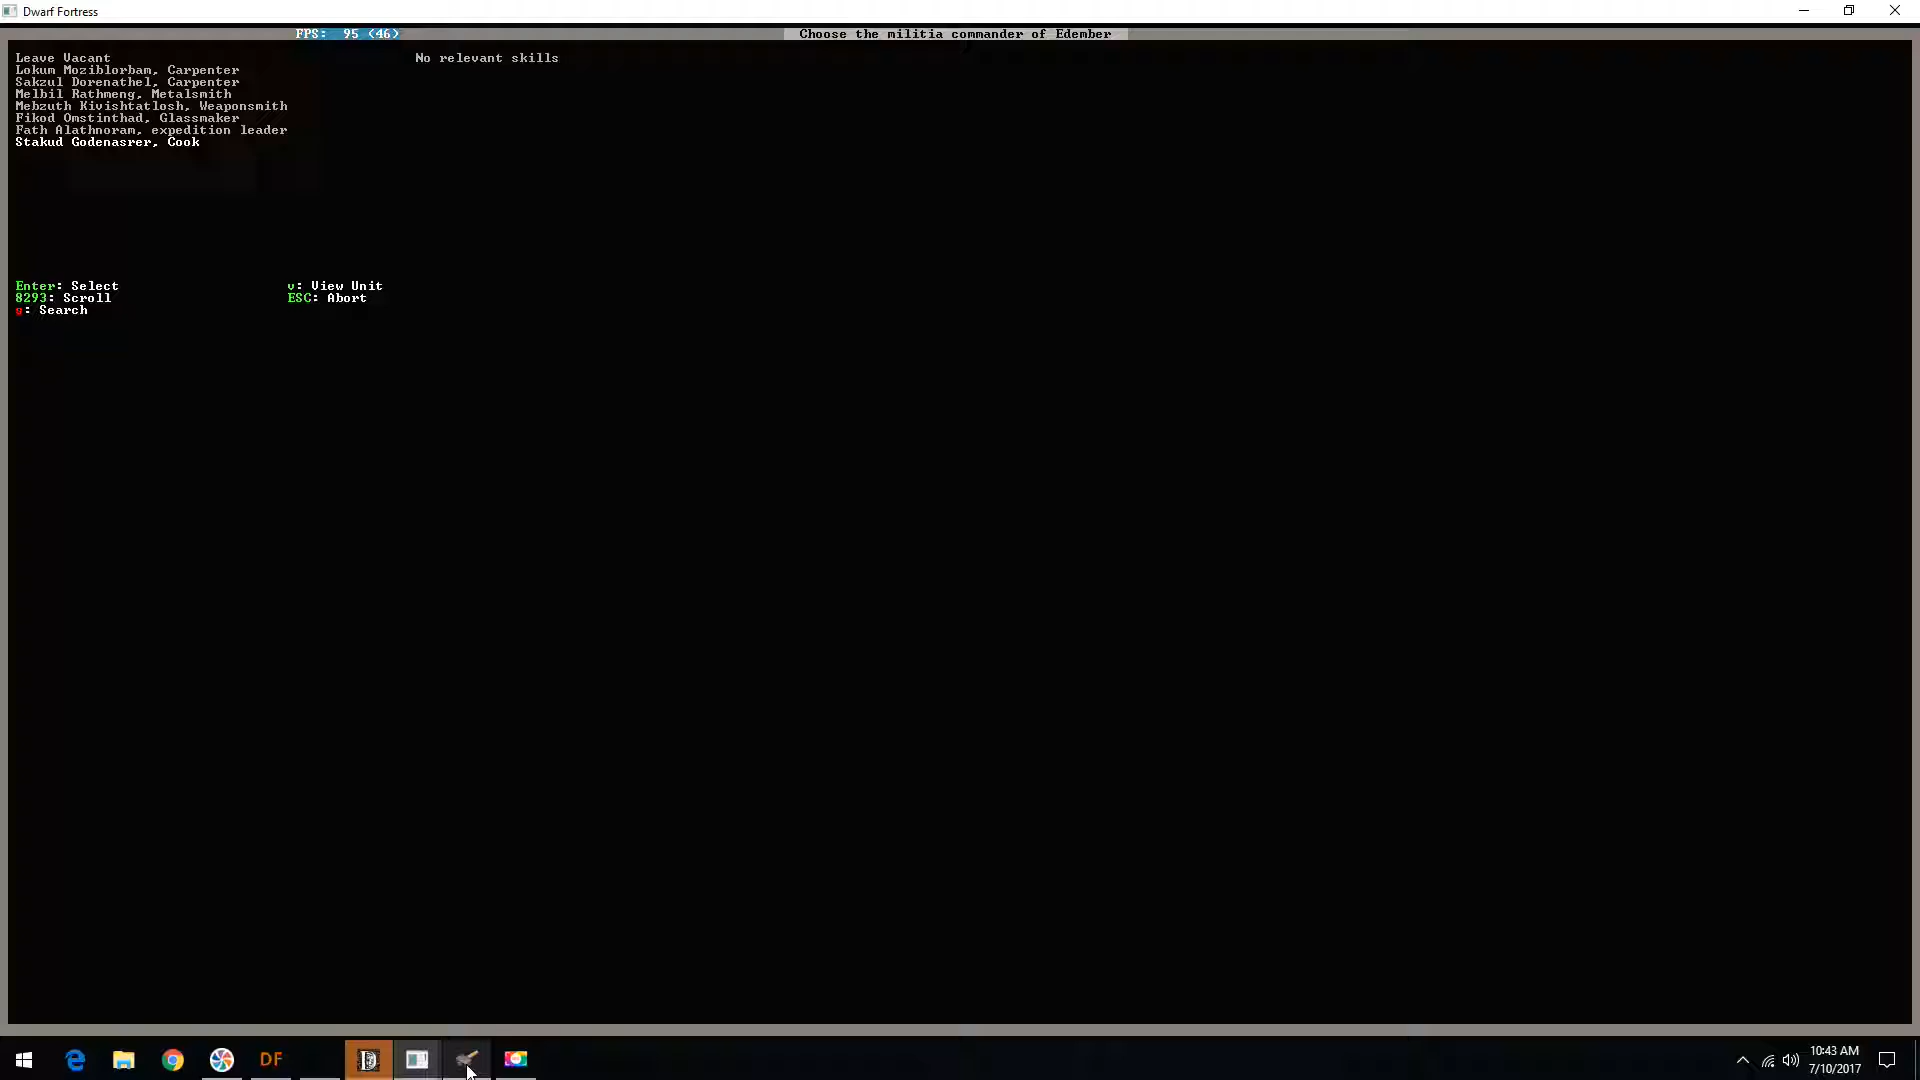 Dwarf Fortress
FPS: 95 (46)
Choose the militia commander of Edember
Leave Vacant
No relevant skills
Lokum Moziblorbam, Carpenter
Sakzul Dorenathel, Carpenter
Melbil Rathmeng, Metalsmith
Mebzuth Kivishtatlosh, Weaponsmith
Fikod Omstinthad, Glassmaker
Fath Alathnoram, expedition leader
Stakud Godenasrer, Cook
Enter: Select
v: View Unit
8293: Scroll
ESC: Abort
s: Search
DF
D
10:43 AM
7/10/2017